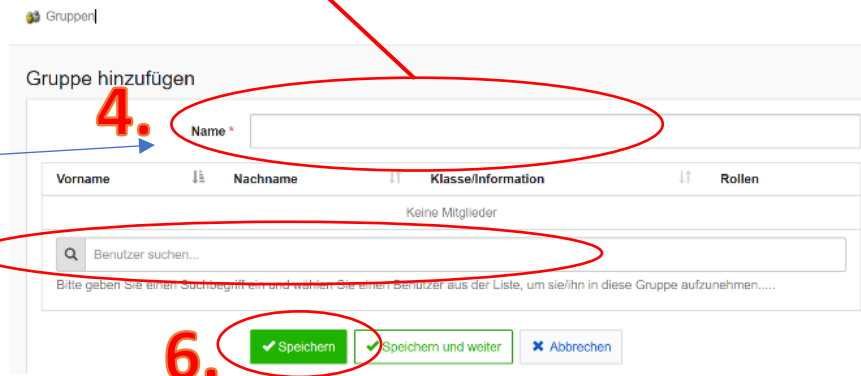 Gruppen
Gruppe hinzufügen
4.
Name *
Vorname Nachname Klasse/Information Rollen
Keine Mitglieder
Benutzer suchen...
Bitte geben Sie einen Suchbegriff ein und wählen Sie einen Benutzer aus der Liste, um sie/ihn in diese Gruppe aufzunehmen.....
6.
Speichern Speichern und weiter Abbrechen